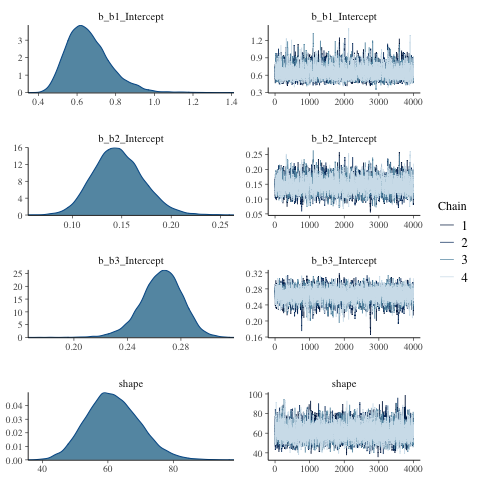 b_b1_Intercept
3
2
1
0
0.4 0.6 0.8 1.0 1.2 1.4
b_b1_Intercept
1.2
0.9
0.6
0.3
0 1000 2000 3000 4000
b_b2_Intercept
16
12
8
4
0
0.10 0.15 0.20 0.25
b_b2_Intercept
0.25
0.20
0.15
0.10
0.05
0 1000 2000 3000 4000
b_b3_Intercept
25
20
15
10
5
0
0.20 0.24 0.28
b_b3_Intercept
0.32
0.28
0.24
0.20
0.16
0 1000 2000 3000 4000
shape
0.04
0.03
0.02
0.01
0.00
40 60 80
shape
100
80
60
40
0 1000 2000 3000 4000
Chain
1
2
3
4